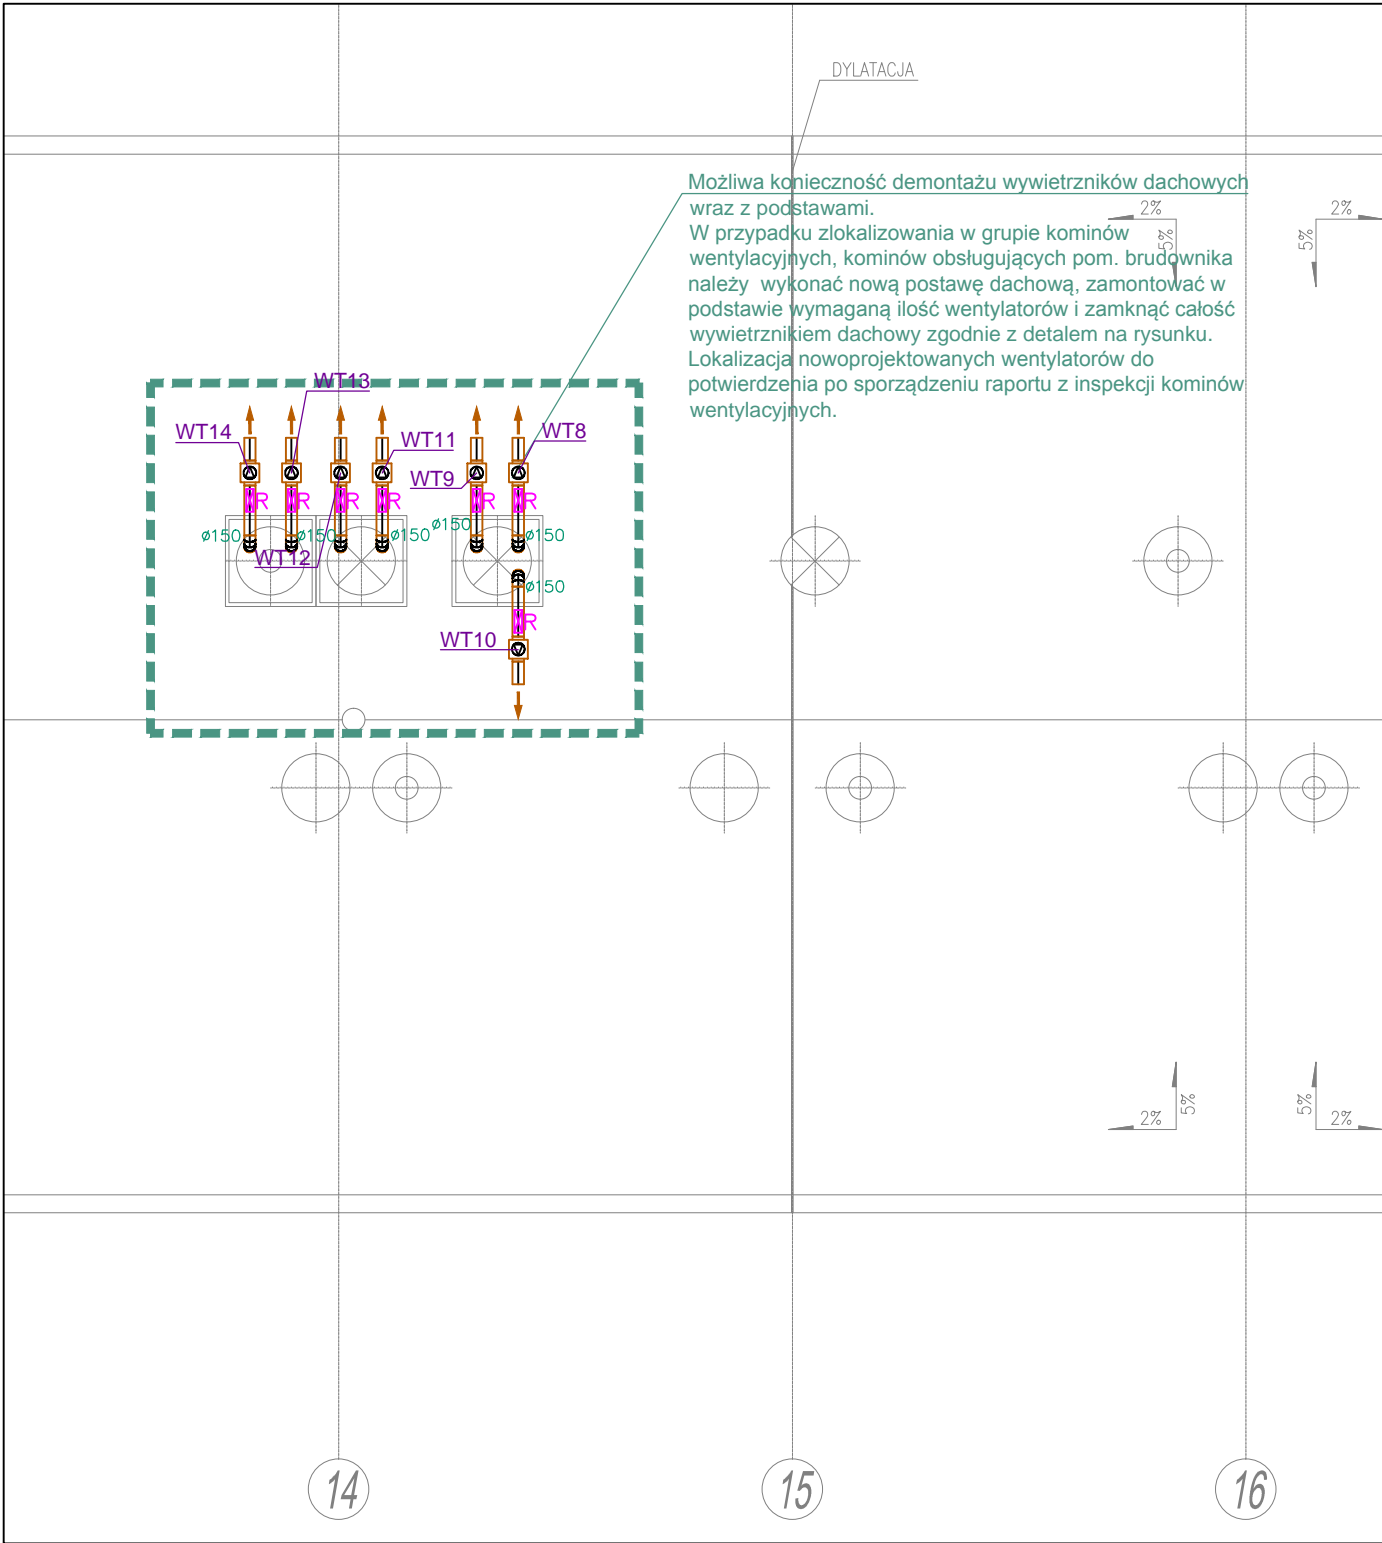 DYLATACJA
Możliwa konieczność demontażu wywietrzników dachowych
wraz z podstawami.
W przypadku zlokalizowania w grupie kominów
wentylacyjnych, kominów obsługujących pom. brudownika
należy wykonać nową postawę dachową, zamontować w
podstawie wymaganą ilość wentylatorów i zamknąć całość
wywietrznikiem dachowy zgodnie z detalem na rysunku.
Lokalizacja nowoprojektowanych wentylatorów do
potwierdzenia po sporządzeniu raportu z inspekcji kominów
wentylacyjnych.
2%
5%
2%
5%
WT13
WT14
WT11
WT8
WT9
R
R
R
R
R
R
ø150
ø150
ø150
ø150
ø150
WT12
ø150
R
WT10
2%
5%
5%
2%
14
15
16